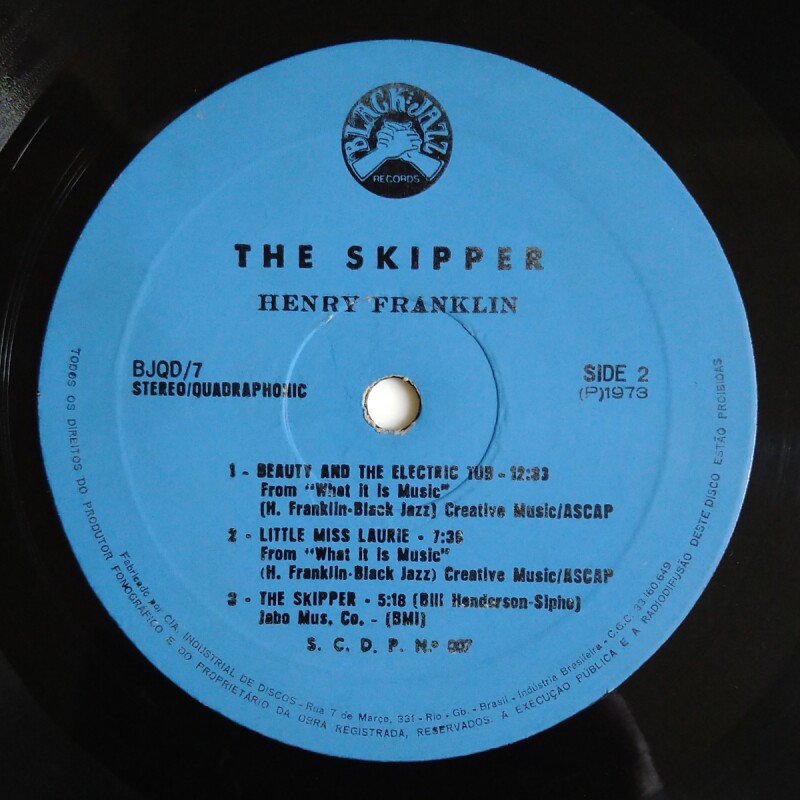 BLACK JAZZ
RECORDS
THE SKIPPER
HENRY FRANKLIN
BJQD/7
STEREO/QUADRAPHONIC
SIDE 2
(P)1973
1 - BEAUTY AND THE ELECTRIC TUB - 12:33
From "What It Is Music"
(H. Franklin-Black Jazz) Creative Music/ASCAP
2 - LITTLE MISS LAURIE - 7:36
From "What It Is Music"
(H. Franklin-Black Jazz) Creative Music/ASCAP
3 - THE SKIPPER - 5:18 (Bill Henderson-Sipho)
Jabo Mus. Co. - (BMI)
S. C. D. P. N.º 007
Fabricado por CIA. INDUSTRIAL DE DISCOS - Rua 7 de Março, 331 - Rio - Gb. - Brasil - Indústria Brasileira - C.G.C. 33.160.649
TODOS OS DIREITOS DO PRODUTOR FONOGRÁFICO E DO PROPRIETÁRIO DA OBRA REGISTRADA, RESERVADOS. A EXECUÇÃO PÚBLICA E A RADIODIFUSÃO DESTE DISCO ESTÃO PROIBIDAS